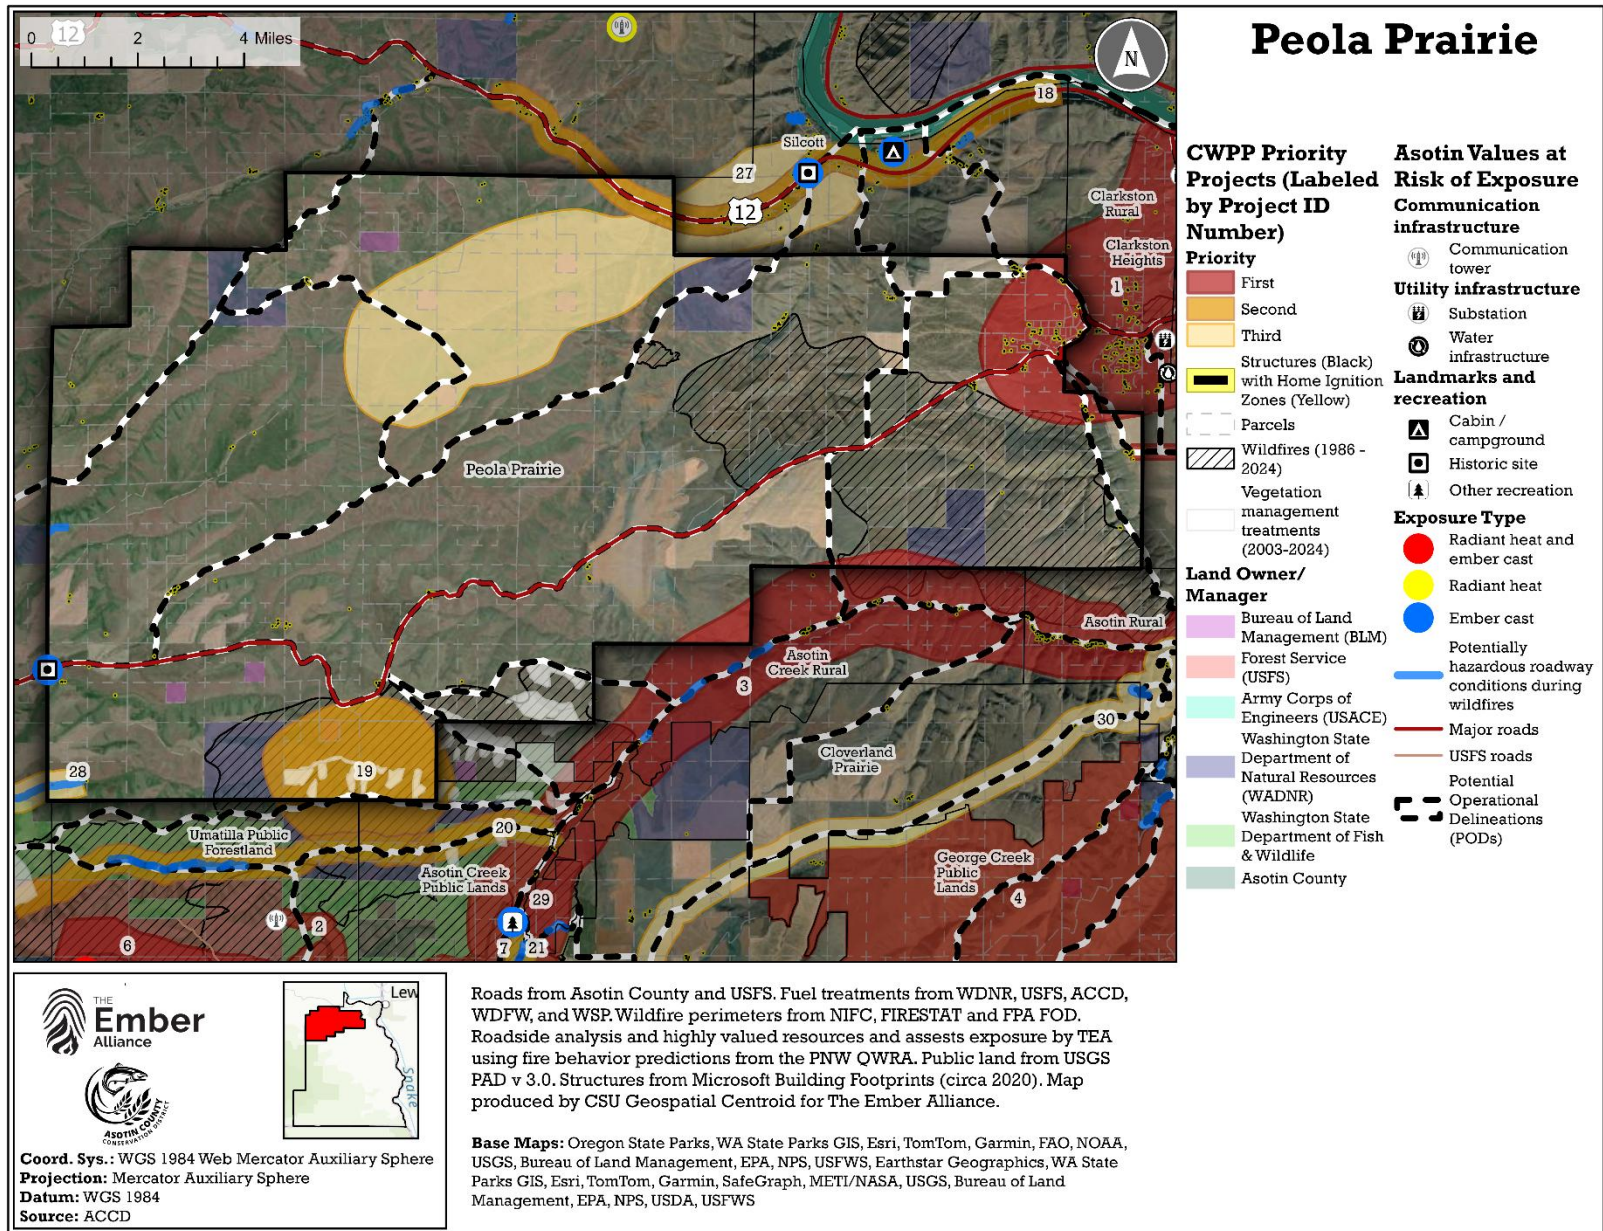 Peola Prairie
0 2 4 Miles
12
N
18
Silcott
27
12
Clarkston
Rural
Clarkston
Heights
1
Peola Prairie
Asotin Rural
Asotin
Creek Rural
3
30
Cloverland
Prairie
28
19
20
Umatilla Public
Forestland
Asotin Creek
Public Lands
George Creek
Public
Lands
4
29
2
6
7
21
CWPP Priority
Projects (Labeled
by Project ID
Number)
Priority
First
Second
Third
Structures (Black)
with Home Ignition
Zones (Yellow)
Parcels
Wildfires (1986 -
2024)
Vegetation
management
treatments
(2003-2024)
Land Owner/
Manager
Bureau of Land
Management (BLM)
Forest Service
(USFS)
Army Corps of
Engineers (USACE)
Washington State
Department of
Natural Resources
(WADNR)
Washington State
Department of Fish
& Wildlife
Asotin County
Asotin Values at
Risk of Exposure
Communication
infrastructure
Communication
tower
Utility infrastructure
Substation
Water
infrastructure
Landmarks and
recreation
Cabin /
campground
Historic site
Other recreation
Exposure Type
Radiant heat and
ember cast
Radiant heat
Ember cast
Potentially
hazardous roadway
conditions during
wildfires
Major roads
USFS roads
Potential
Operational
Delineations
(PODs)
THE
Ember
Alliance
ASOTIN COUNTY
CONSERVATION DISTRICT
Lew
Snake
Coord. Sys.: WGS 1984 Web Mercator Auxiliary Sphere
Projection: Mercator Auxiliary Sphere
Datum: WGS 1984
Source: ACCD
Roads from Asotin County and USFS. Fuel treatments from WDNR, USFS, ACCD,
WDFW, and WSP. Wildfire perimeters from NIFC, FIRESTAT and FPA FOD.
Roadside analysis and highly valued resources and assests exposure by TEA
using fire behavior predictions from the PNW QWRA. Public land from USGS
PAD v 3.0. Structures from Microsoft Building Footprints (circa 2020). Map
produced by CSU Geospatial Centroid for The Ember Alliance.
Base Maps: Oregon State Parks, WA State Parks GIS, Esri, TomTom, Garmin, FAO, NOAA,
USGS, Bureau of Land Management, EPA, NPS, USFWS, Earthstar Geographics, WA State
Parks GIS, Esri, TomTom, Garmin, SafeGraph, METI/NASA, USGS, Bureau of Land
Management, EPA, NPS, USDA, USFWS